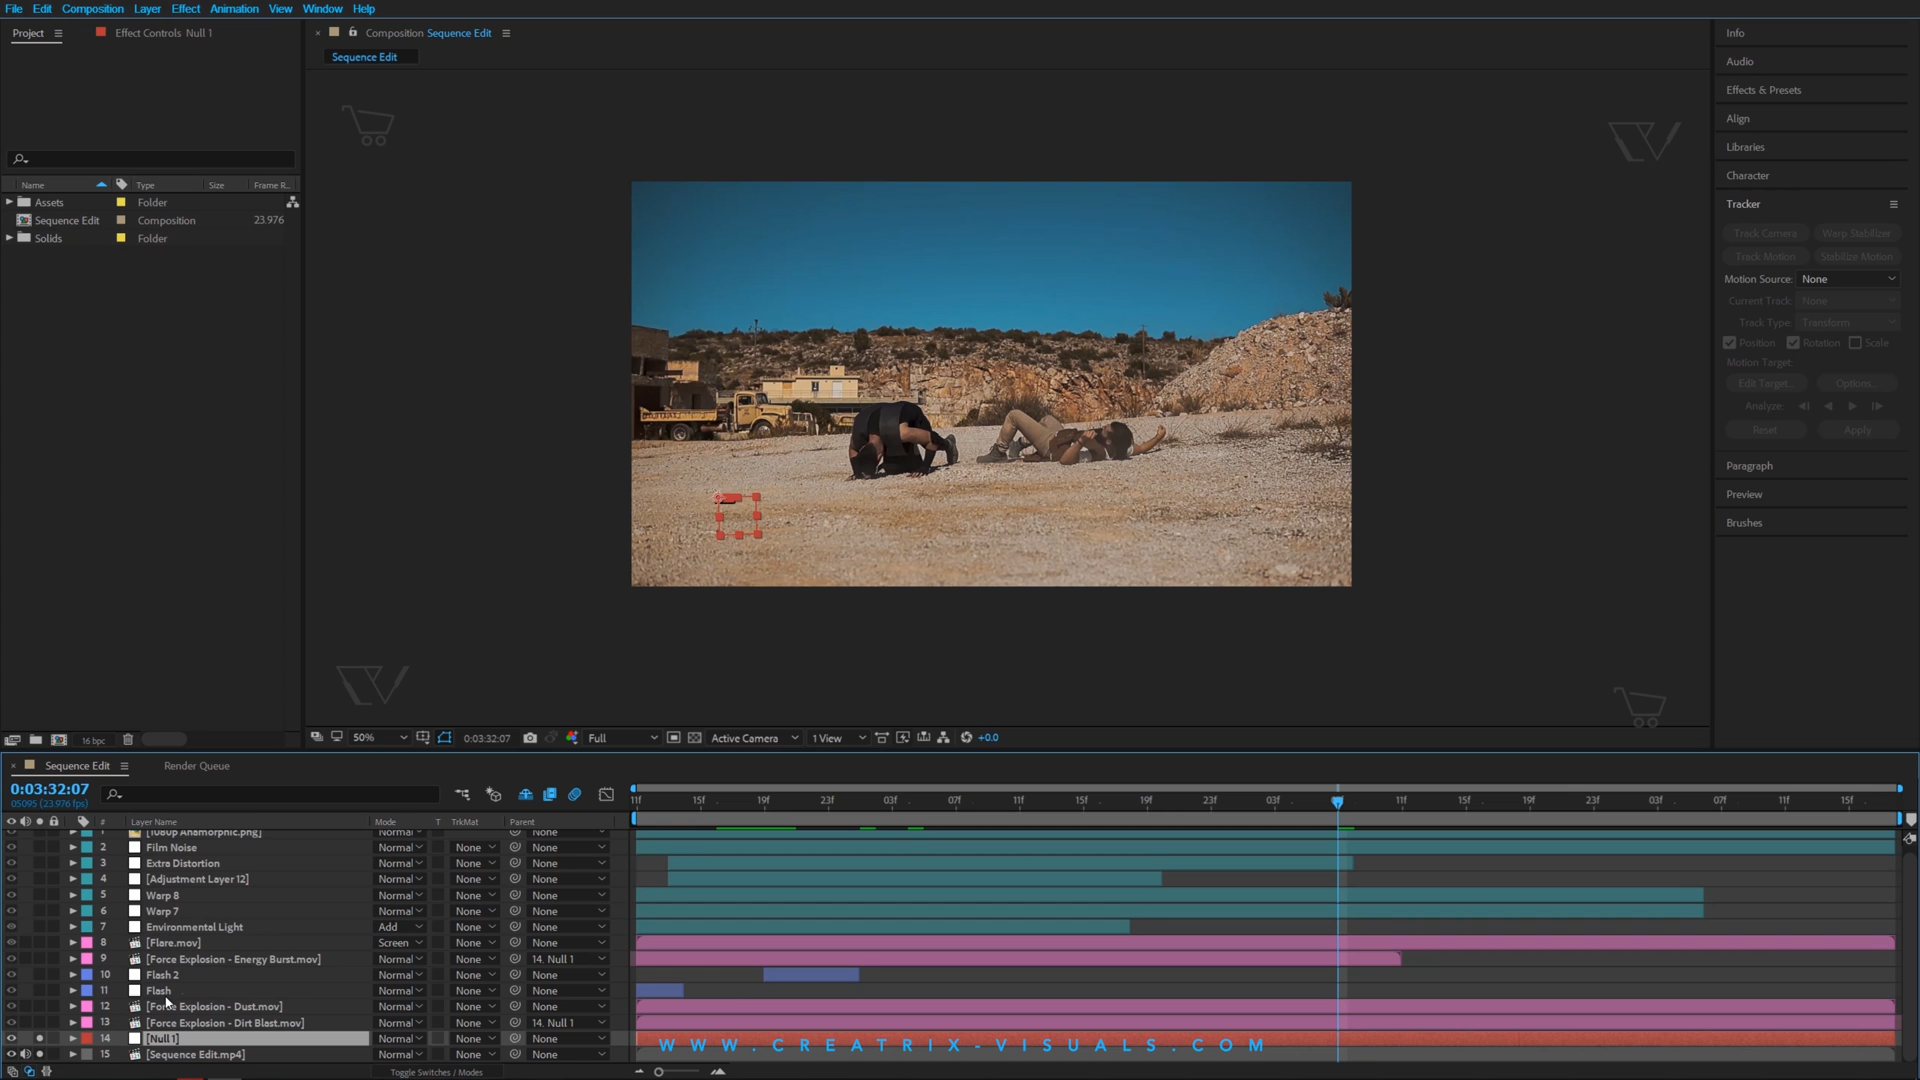 File Edit Composition Layer Effect Animation View Window Help
Project
Effect Controls Null 1
Composition Sequence Edit
Sequence Edit
Name Type Size Frame R...
Assets Folder
Sequence Edit Composition 23.976
Solids Folder
16 bpc
50% 0:03:32:07 Full Active Camera 1 View +0.0
Info
Audio
Effects & Presets
Align
Libraries
Character
Tracker
Track Camera Warp Stabilizer
Track Motion Stabilize Motion
Motion Source: None
Current Track: None
Track Type: Transform
Position Rotation Scale
Motion Target:
Edit Target... Options...
Analyze:
Reset Apply
Paragraph
Preview
Brushes
Sequence Edit Render Queue
0:03:32:07
05095 (23.976 fps)
11f 15f 19f 23f 03f 07f 11f 15f 19f 23f 03f 11f 15f 19f 23f 03f 07f 11f 15f
# Layer Name Mode T TrkMat Parent
1 [1080p Anamorphic.png] Normal None None
2 Film Noise Normal None None
3 Extra Distortion Normal None None
4 [Adjustment Layer 12] Normal None None
5 Warp 8 Normal None None
6 Warp 7 Normal None None
7 Environmental Light Add None None
8 [Flare.mov] Screen None None
9 [Force Explosion - Energy Burst.mov] Normal None 14. Null 1
10 Flash 2 Normal None None
11 Flash Normal None None
12 [Force Explosion - Dust.mov] Normal None None
13 [Force Explosion - Dirt Blast.mov] Normal None 14. Null 1
14 [Null 1] Normal None None
15 [Sequence Edit.mp4] Normal None None
WWW.CREATRIX-VISUALS.COM
Toggle Switches / Modes